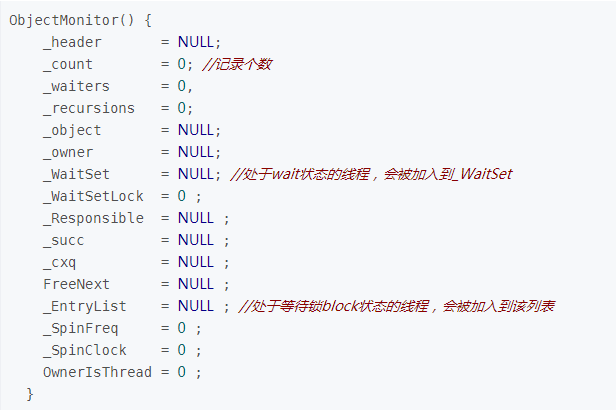 ObjectMonitor() {
    _header       = NULL;
    _count        = 0; //记录个数
    _waiters      = 0,
    _recursions   = 0;
    _object       = NULL;
    _owner        = NULL;
    _WaitSet      = NULL; //处于wait状态的线程，会被加入到_WaitSet
    _WaitSetLock  = 0 ;
    _Responsible  = NULL ;
    _succ         = NULL ;
    _cxq          = NULL ;
    FreeNext      = NULL ;
    _EntryList    = NULL ; //处于等待锁block状态的线程，会被加入到该列表
    _SpinFreq     = 0 ;
    _SpinClock    = 0 ;
    OwnerIsThread = 0 ;
  }